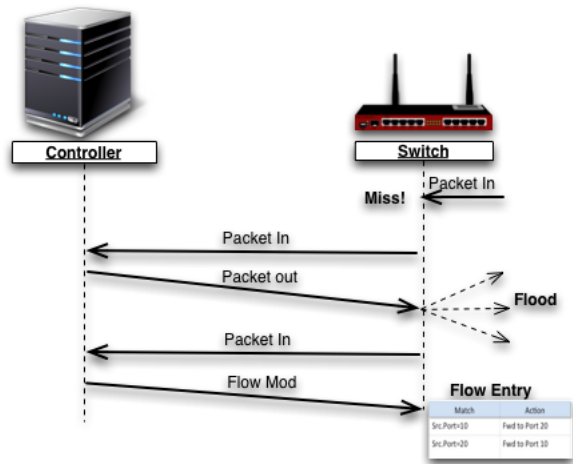 Controller
Switch
Packet In
Miss!
Packet In
Packet out
Flood
Packet In
Flow Mod
Flow Entry
Match Action
Src.Port=10 Fwd to Port 20
Src.Port=20 Fwd to Port 10